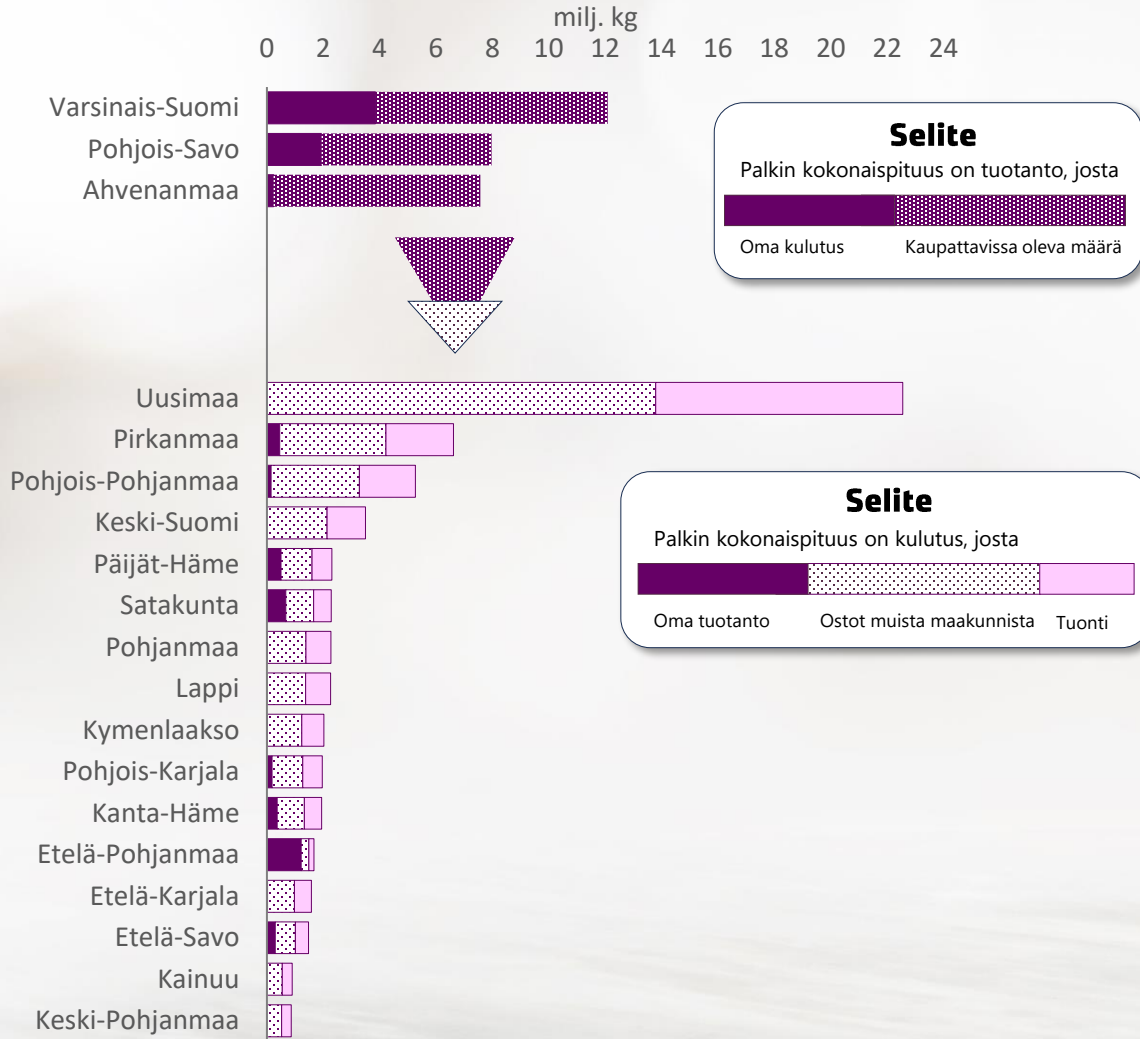 milj. kg
0 2 4 6 8 10 12 14 16 18 20 22 24
Varsinais-Suomi
Pohjois-Savo
Ahvenanmaa
Selite
Palkin kokonaispituus on tuotanto, josta
Oma kulutus Kaupattavissa oleva määrä
Uusimaa
Pirkanmaa
Pohjois-Pohjanmaa
Keski-Suomi
Päijät-Häme
Satakunta
Pohjanmaa
Lappi
Kymenlaakso
Pohjois-Karjala
Kanta-Häme
Etelä-Pohjanmaa
Etelä-Karjala
Etelä-Savo
Kainuu
Keski-Pohjanmaa
Selite
Palkin kokonaispituus on kulutus, josta
Oma tuotanto Ostot muista maakunnista Tuonti